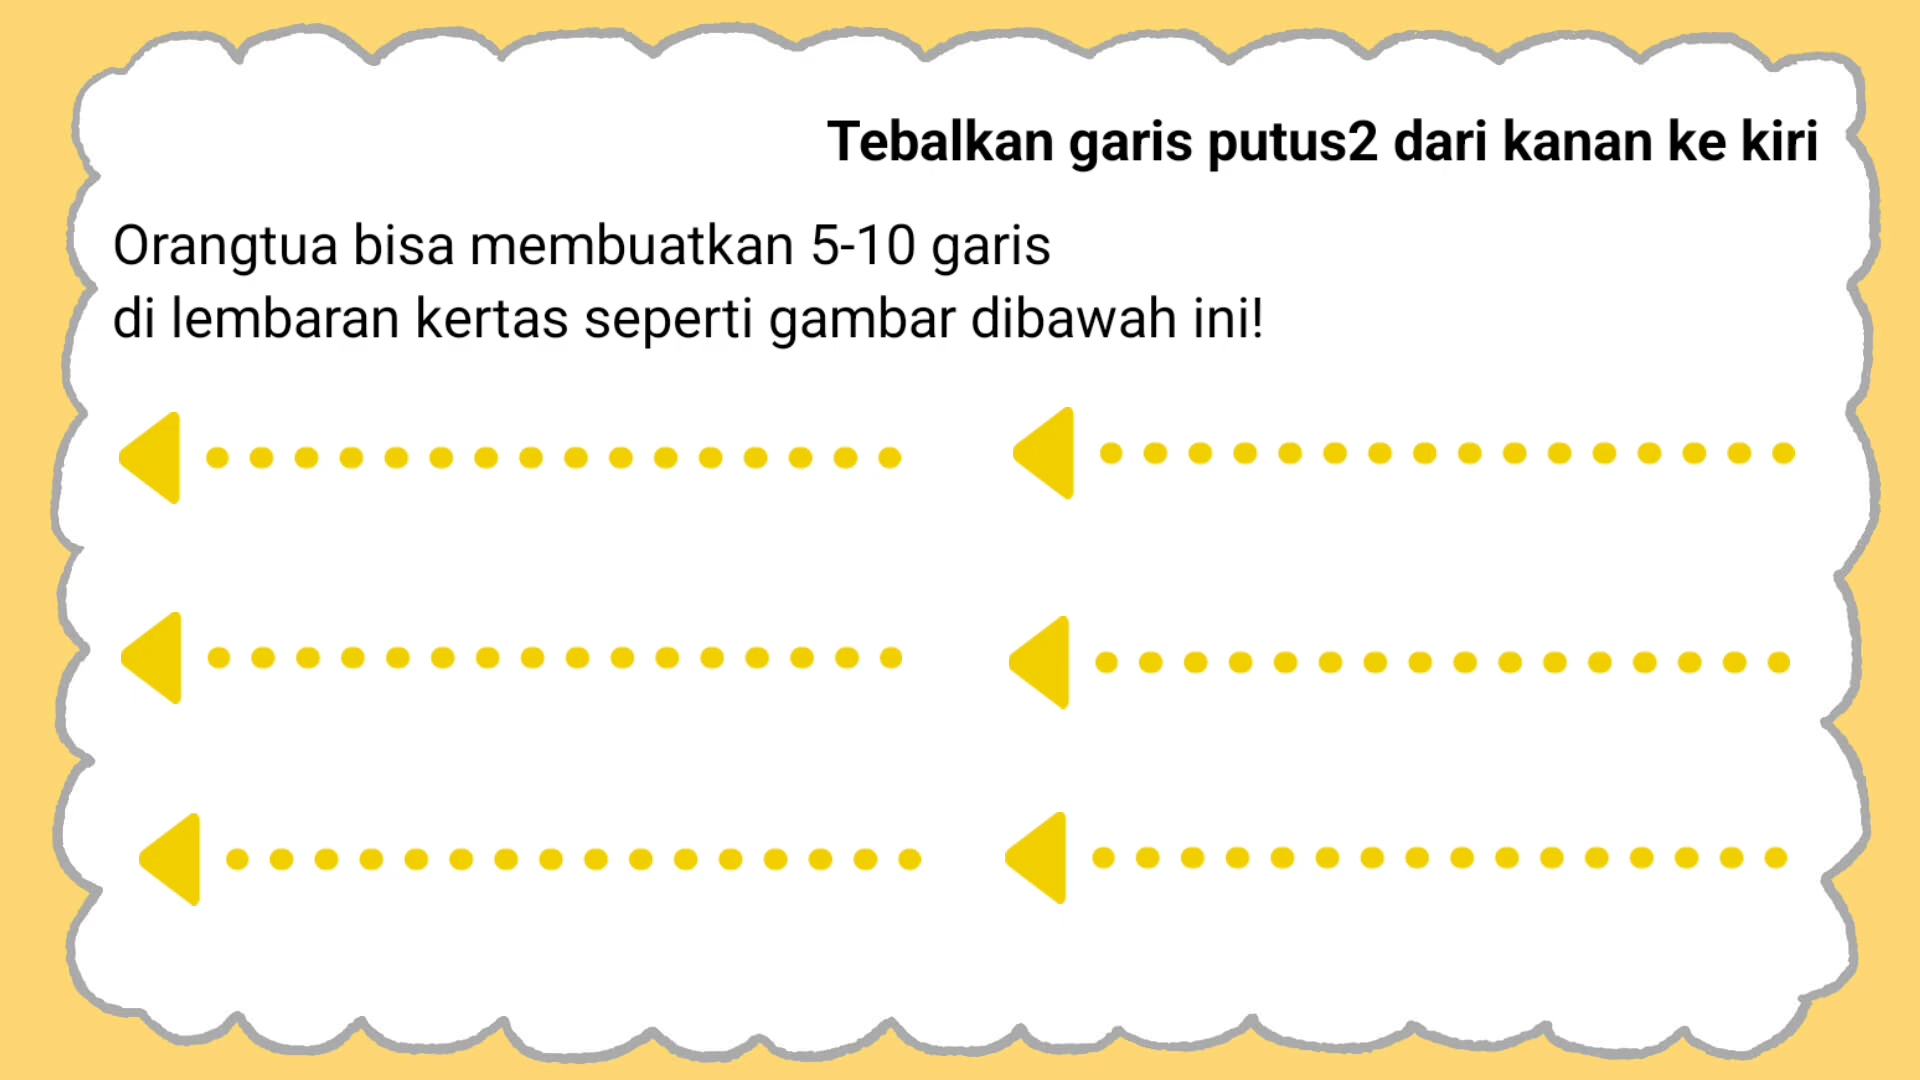 Tebalkan garis putus2 dari kanan ke kiri
Orangtua bisa membuatkan 5-10 garis
di lembaran kertas seperti gambar dibawah ini!